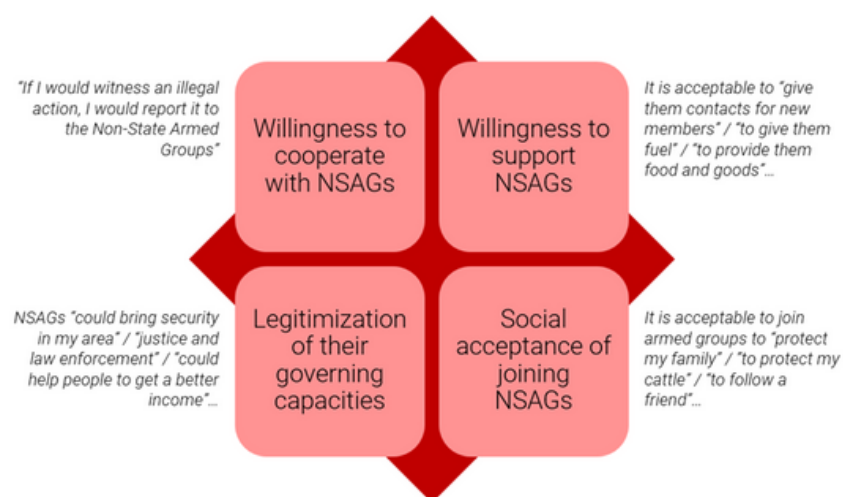 “If I would witness an illegal
action, I would report it to
the Non-State Armed
Groups”
Willingness to
cooperate
with NSAGs
Willingness to
support
NSAGs
It is acceptable to “give
them contacts for new
members” / “to give them
fuel” / “to provide them
food and goods”...
NSAGs “could bring security
in my area” / “justice and
law enforcement” / “could
help people to get a better
income”...
Legitimization
of their
governing
capacities
Social
acceptance of
joining
NSAGs
It is acceptable to join
armed groups to “protect
my family” / “to protect my
cattle” / “to follow a
friend”...